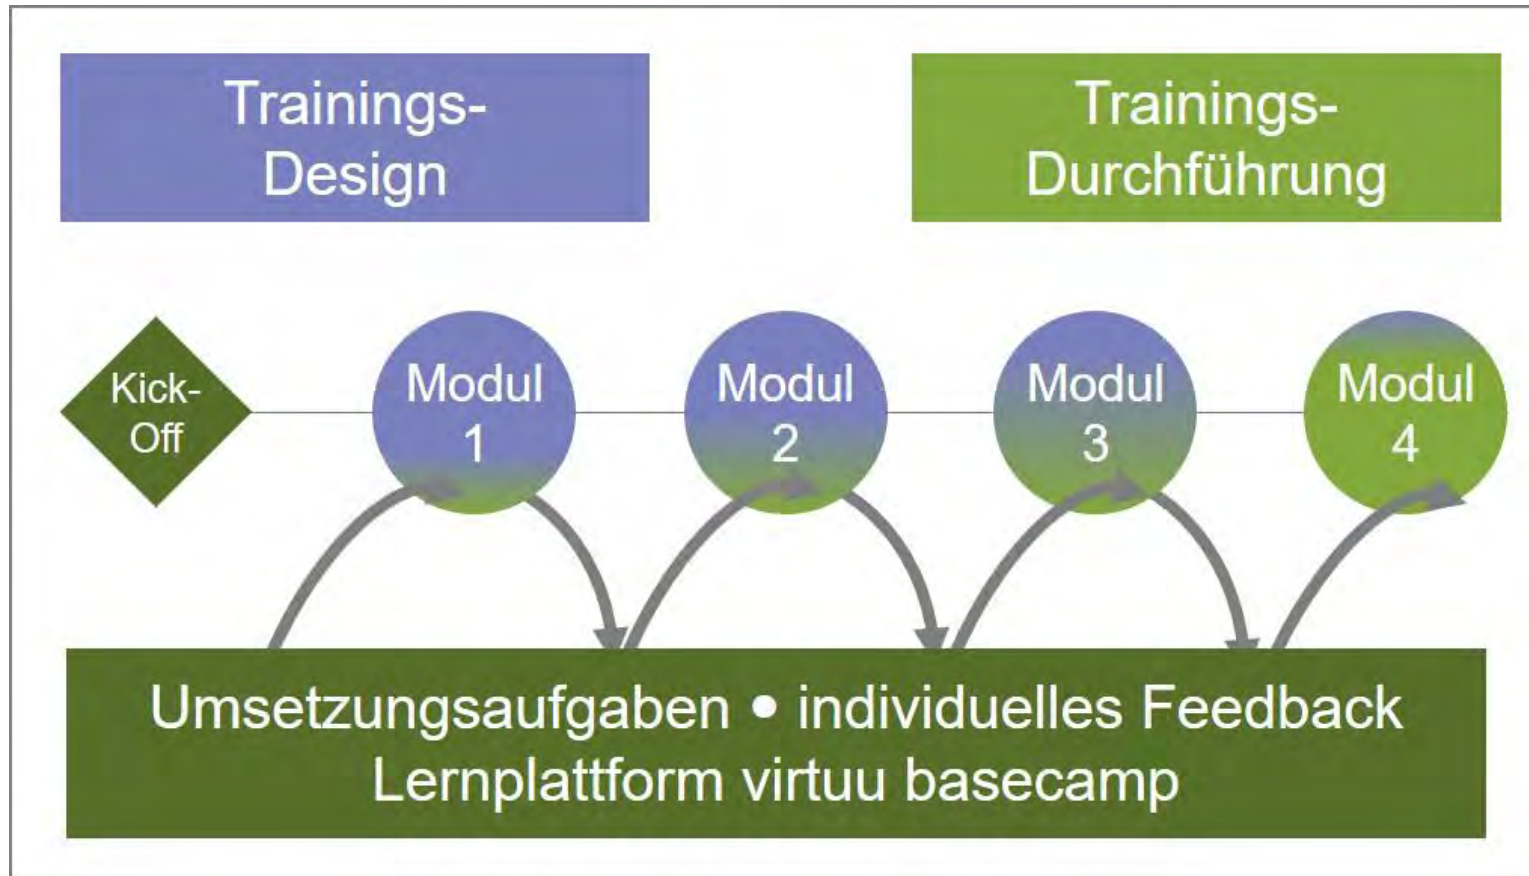 Trainings-
Design
Trainings-
Durchführung
Kick-
Off
Modul
1
Modul
2
Modul
3
Modul
4
Umsetzungsaufgaben • individuelles Feedback
Lernplattform virtuu basecamp